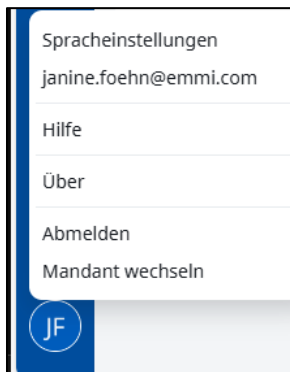 Spracheinstellungen
janine.foehn@emmi.com
Hilfe
Über
Abmelden
Mandant wechseln
JF